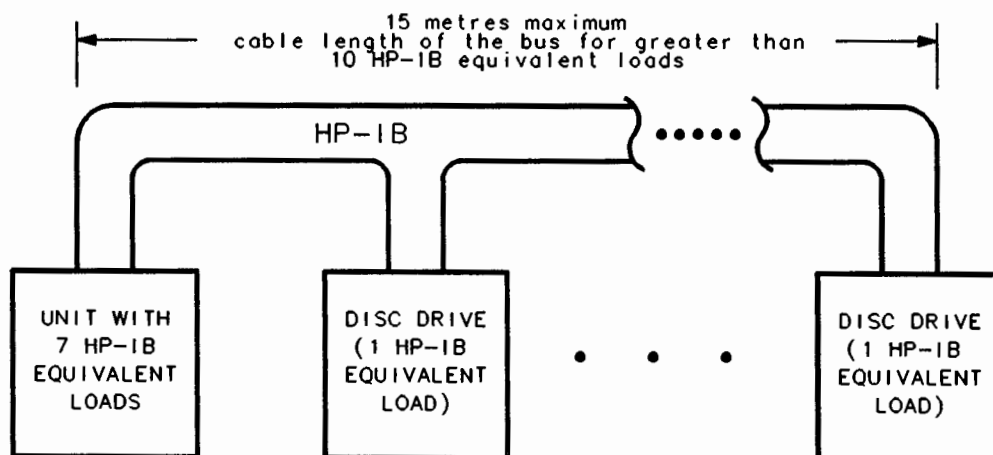 15 metres maximum
cable length of the bus for greater than
10 HP-IB equivalent loads
HP-IB
UNIT WITH
7 HP-IB
EQUIVALENT
LOADS
DISC DRIVE
(1 HP-IB
EQUIVALENT
LOAD)
DISC DRIVE
(1 HP-IB
EQUIVALENT
LOAD)